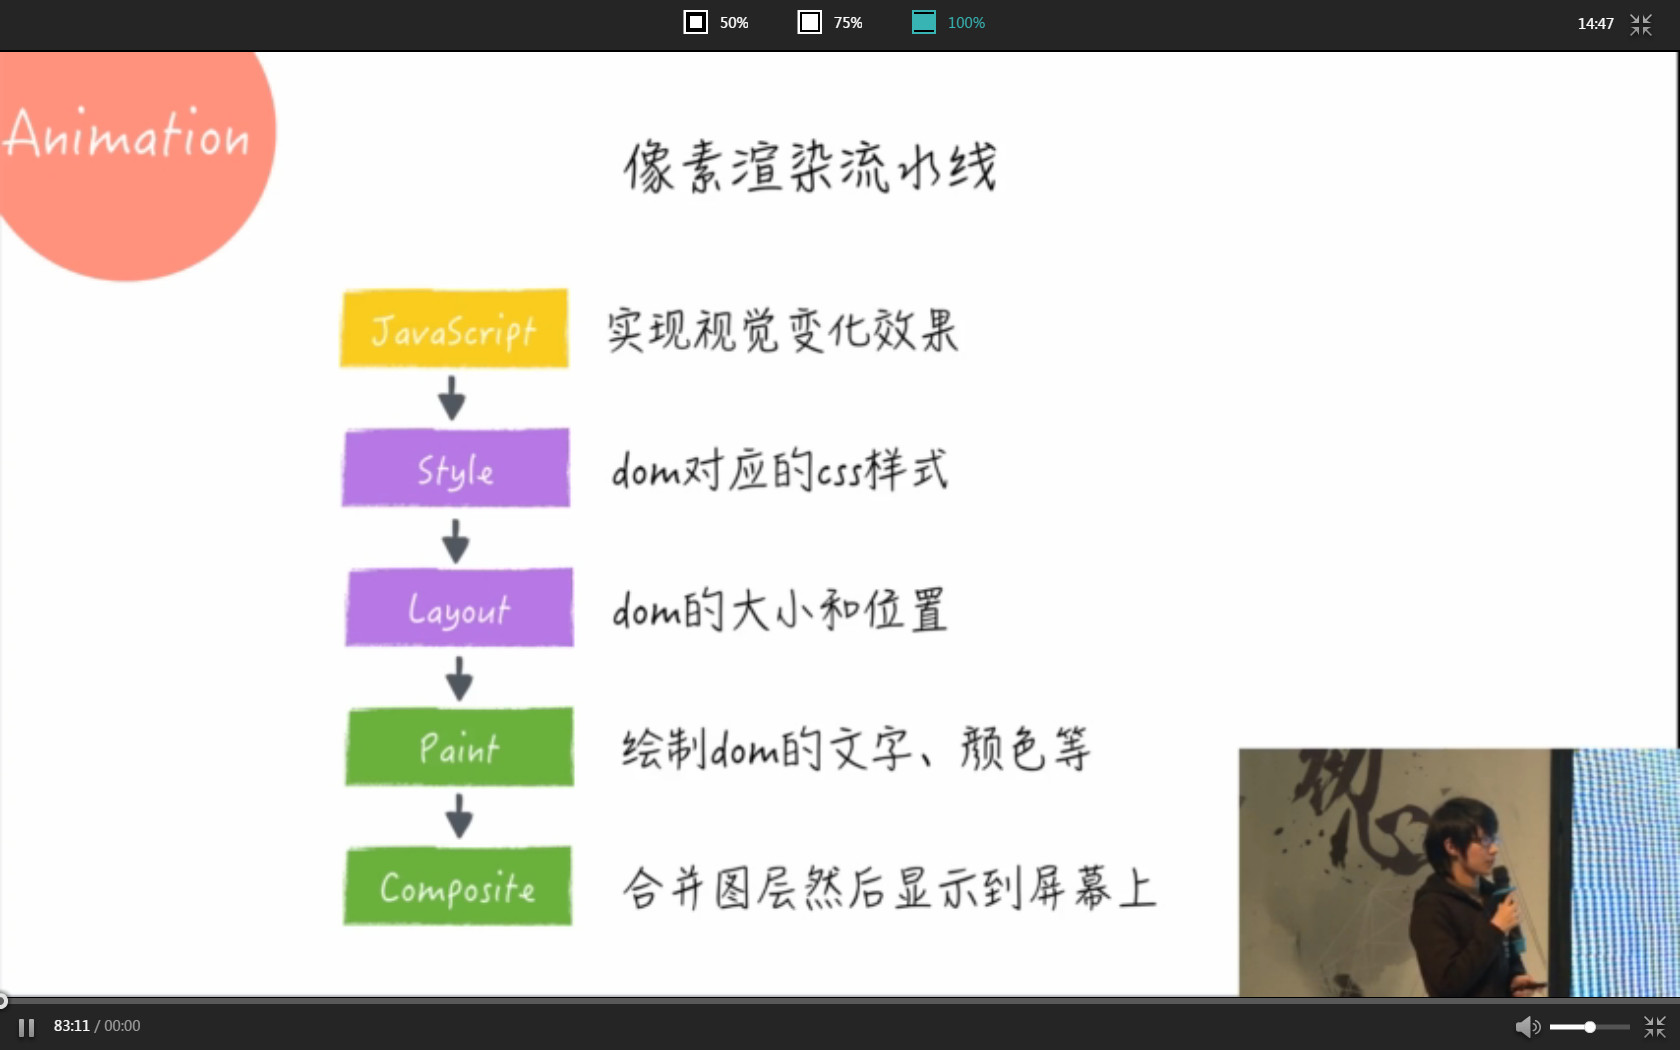 50% 75% 100% 14:47
Animation
像素渲染流水线
JavaScript 实现视觉变化效果
Style dom对应的css样式
Layout dom的大小和位置
Paint 绘制dom的文字、颜色等
Composite 合并图层然后显示到屏幕上
83:11 / 00:00